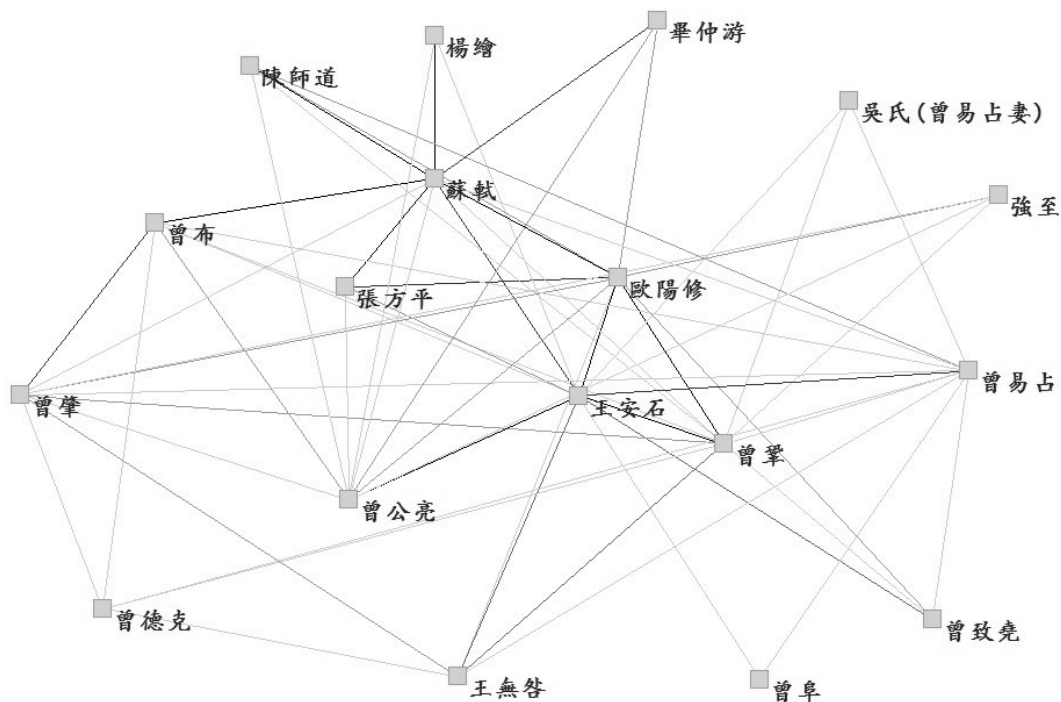 畢仲游
楊繪
陳師道
吳氏(曾易占妻)
蘇軾
強至
曾布
歐陽修
張方平
曾易占
曾肇
王安石
曾鞏
曾公亮
曾德克
曾致堯
王無咎
曾阜